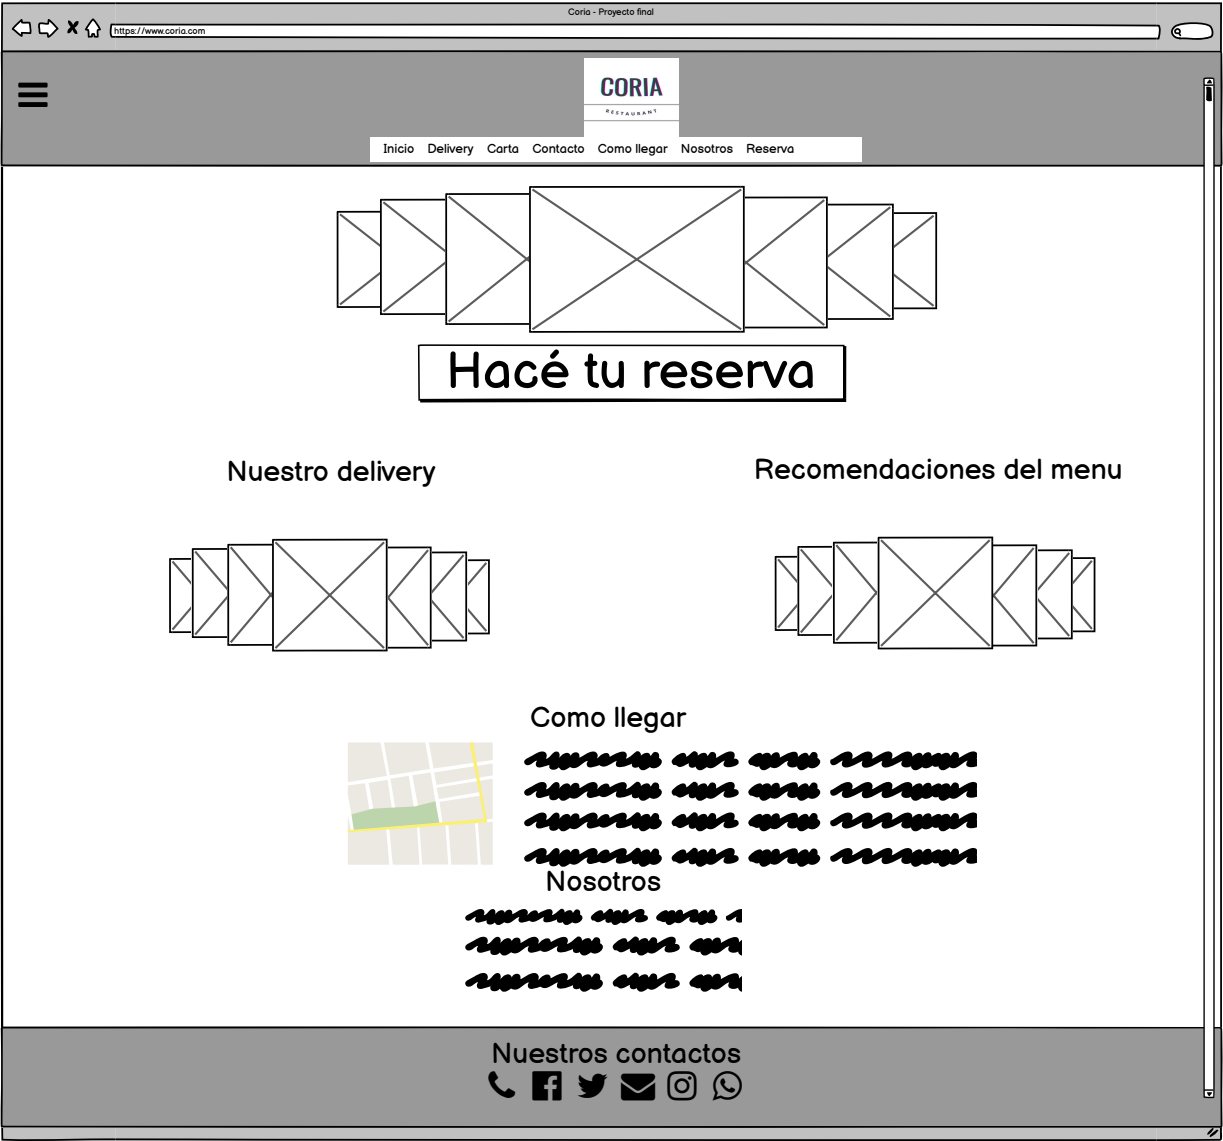 Coria - Proyecto final
https://www.coria.com
CORIA
RESTAURANT
Inicio Delivery Carta Contacto Como llegar Nosotros Reserva
Hacé tu reserva
Nuestro delivery
Recomendaciones del menu
Como llegar
Nosotros
Nuestros contactos